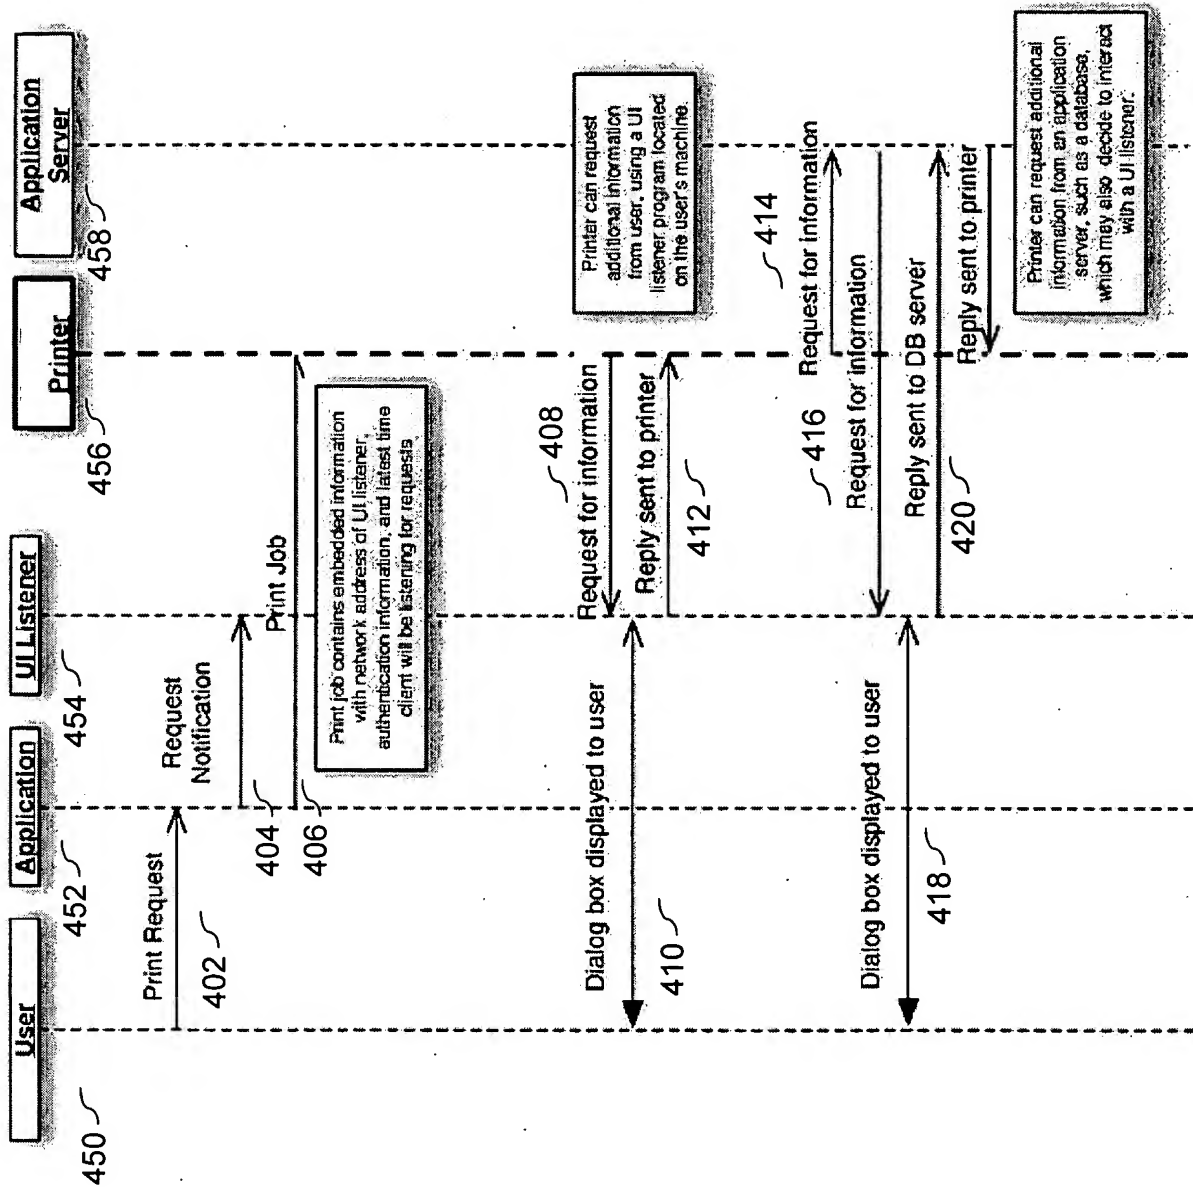 User
450
Application
452
UI Listener
454
Printer
456
Application
Server
458
Print Request
402
Request
Notification
404
Print Job
406
Print job contains embedded information
with network address of UI listener,
authentication information, and latest time
client will be listening for requests
Request for information
408
Printer can request
additional information
from user, using a UI
listener program located
on the user's machine.
Dialog box displayed to user
410
Reply sent to printer
412
Request for information
414
Request for information
416
Dialog box displayed to user
418
Reply sent to DB server
420
Reply sent to printer
Printer can request additional
information from an application
server, such as a database,
which may also decide to interact
with a UI listener.